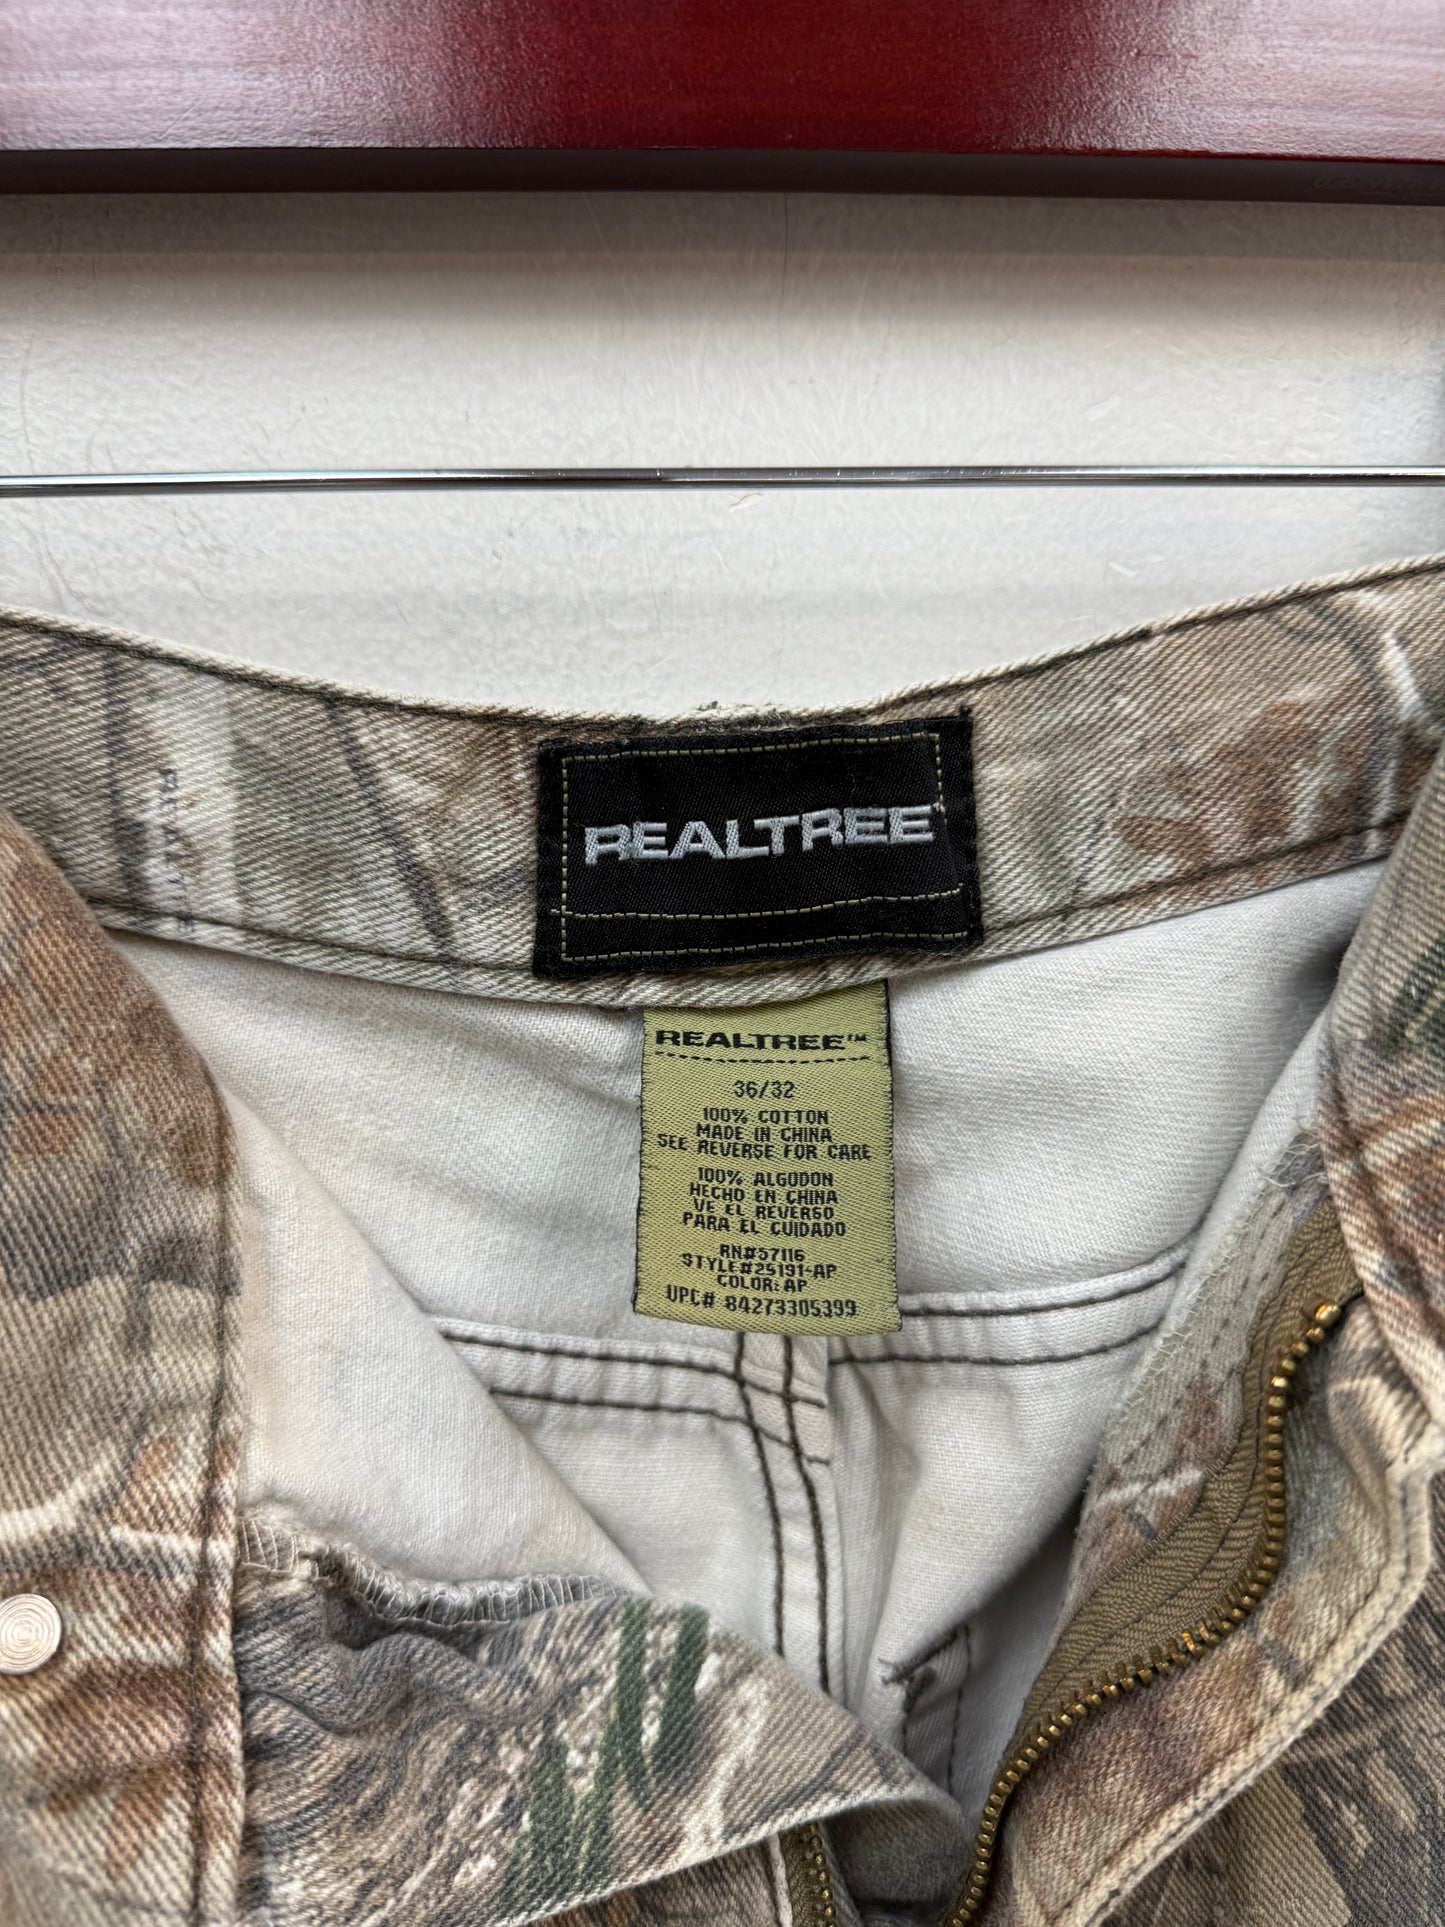 REALTREE
REALTREE™
36/32
100% COTTON
MADE IN CHINA
SEE REVERSE FOR CARE
100% ALGODON
HECHO EN CHINA
VE EL REVERSO
PARA EL CUIDADO
RN#57116
STYLE#25191-AP
COLOR: AP
UPC# 84273305399